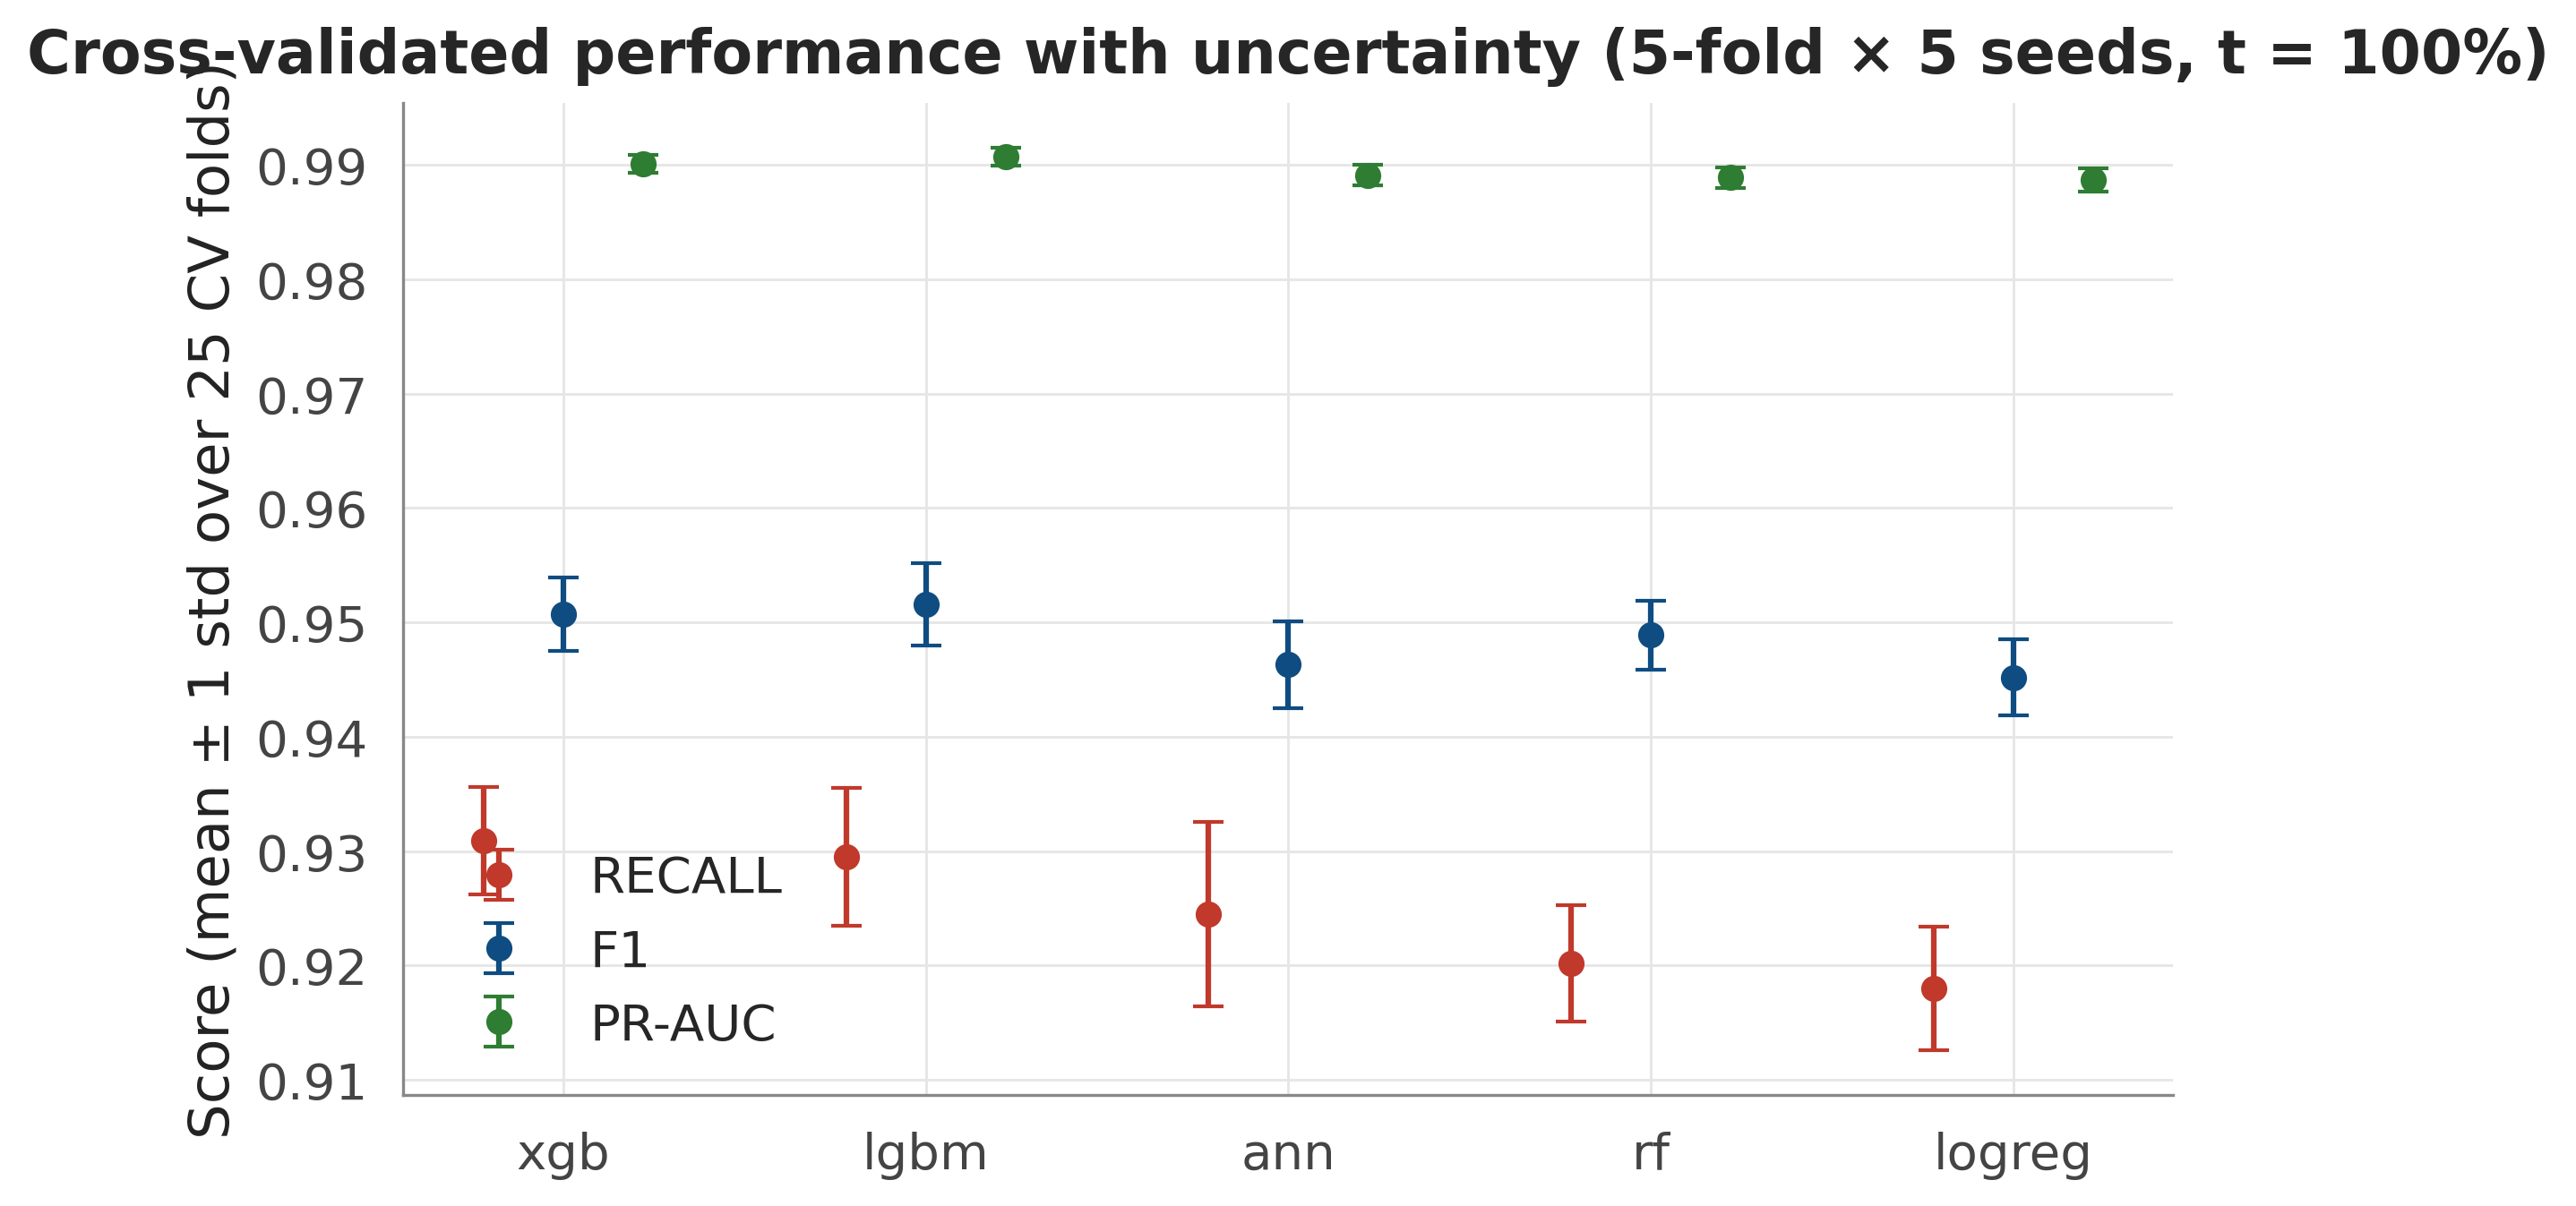 Cross-validated performance with uncertainty (5-fold × 5 seeds, t = 100%)
Score (mean ± 1 std over 25 CV folds)
0.99
0.98
0.97
0.96
0.95
0.94
0.93
0.92
0.91
RECALL
F1
PR-AUC
xgb
lgbm
ann
rf
logreg